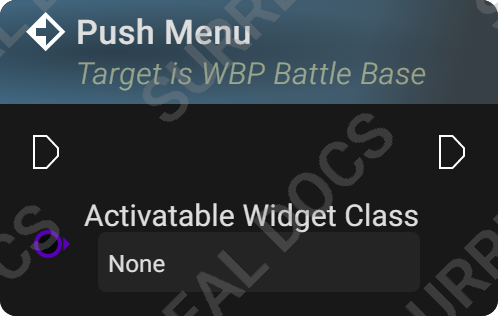 Push Menu
Target is WBP Battle Base
Activatable Widget Class
None